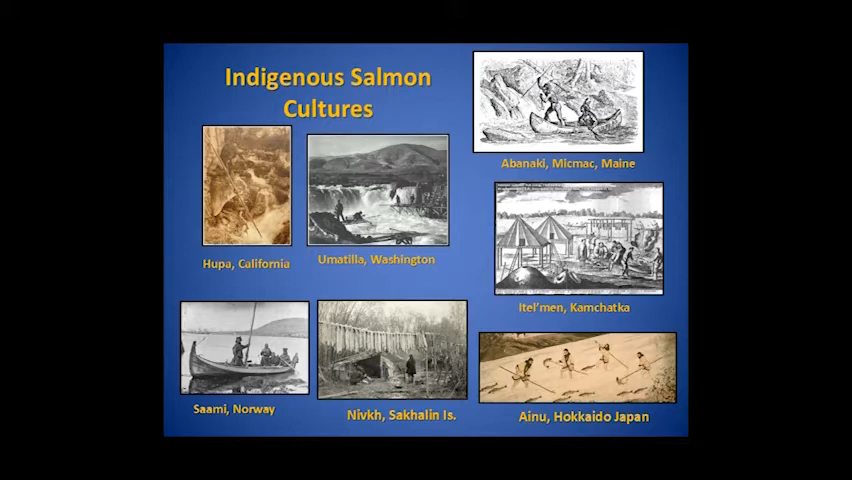 Indigenous Salmon
Cultures
Abanaki, Micmac, Maine
Hupa, California
Umatilla, Washington
Itel'men, Kamchatka
Saami, Norway
Nivkh, Sakhalin Is.
Ainu, Hokkaido Japan